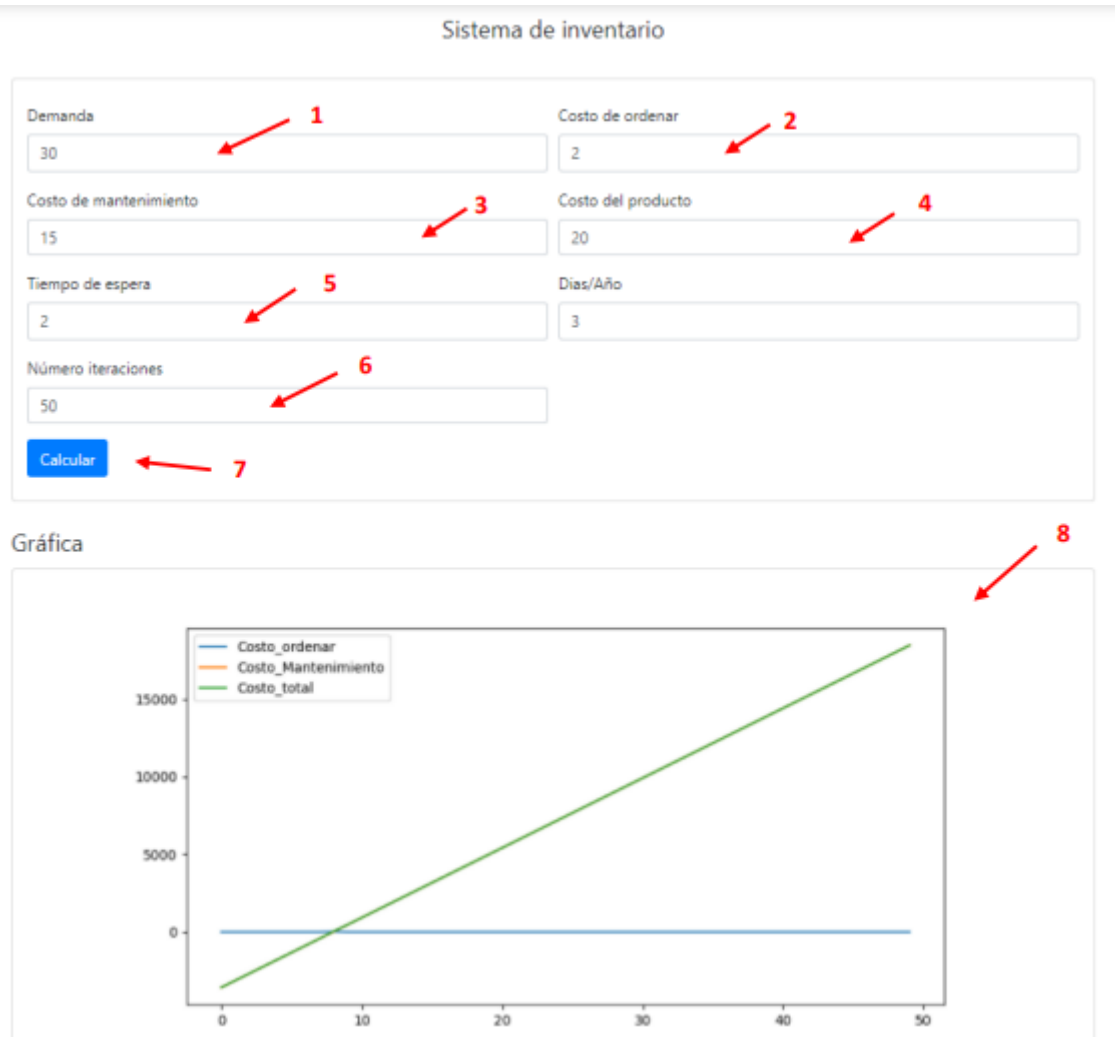 Sistema de inventario
Demanda 1 Costo de ordenar 2
30 2
Costo de mantenimiento 3 Costo del producto 4
15 20
Tiempo de espera 5 Dias/Año
2 3
Número iteraciones 6
50
Calcular 7
Gráfica 8
Costo_ordenar
Costo_Mantenimiento
Costo_total
15000
10000
5000
0
0 10 20 30 40 50